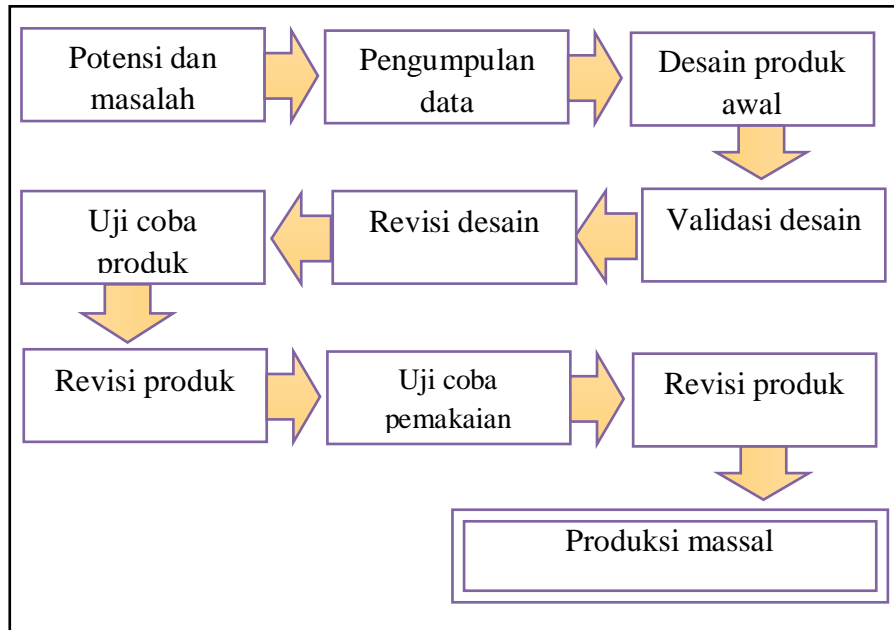 Potensi dan
masalah
Pengumpulan
data
Desain produk
awal
Validasi desain
Revisi desain
Uji coba
produk
Revisi produk
Uji coba
pemakaian
Revisi produk
Produksi massal